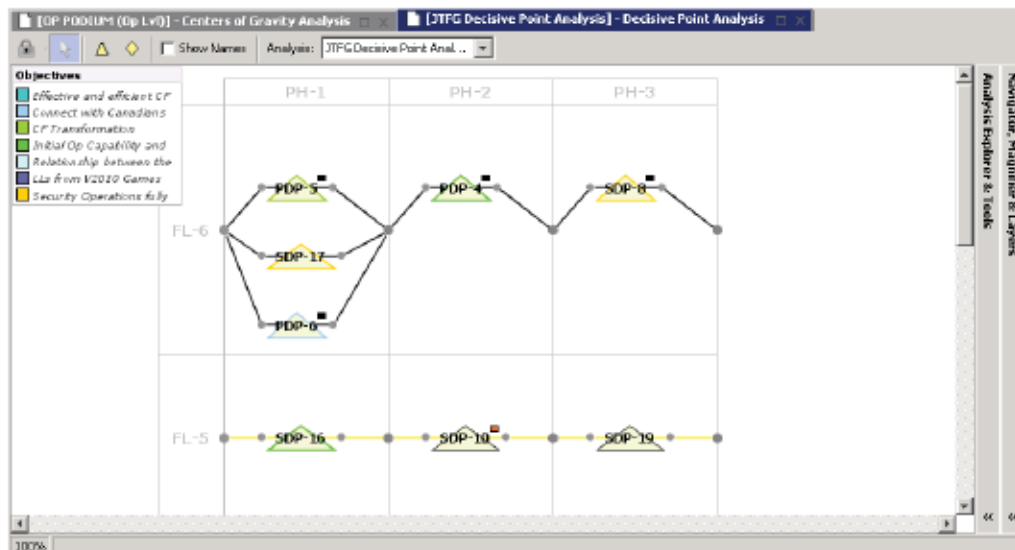 [OP PODIUM (Op Lvl)] - Centers of Gravity Analysis
[JTFG Decisive Point Analysis] - Decisive Point Analysis
Show Names
Analysis:
JTFG Decisive Point Anal...
Objectives
Effective and efficient CF
Connect with Canadians
CF Transformation
Initial Op Capability and
Relationship between the
LLs from V2010 Games
Security Operations fully
PH-1
PH-2
PH-3
FL-6
PDP-5
PDP-4
SDP-8
SDP-17
PDP-6
FL-5
SDP-16
SDP-10
SDP-19
Analysis Explorer & Tools
Navigator, Magnifier & Layers
100%